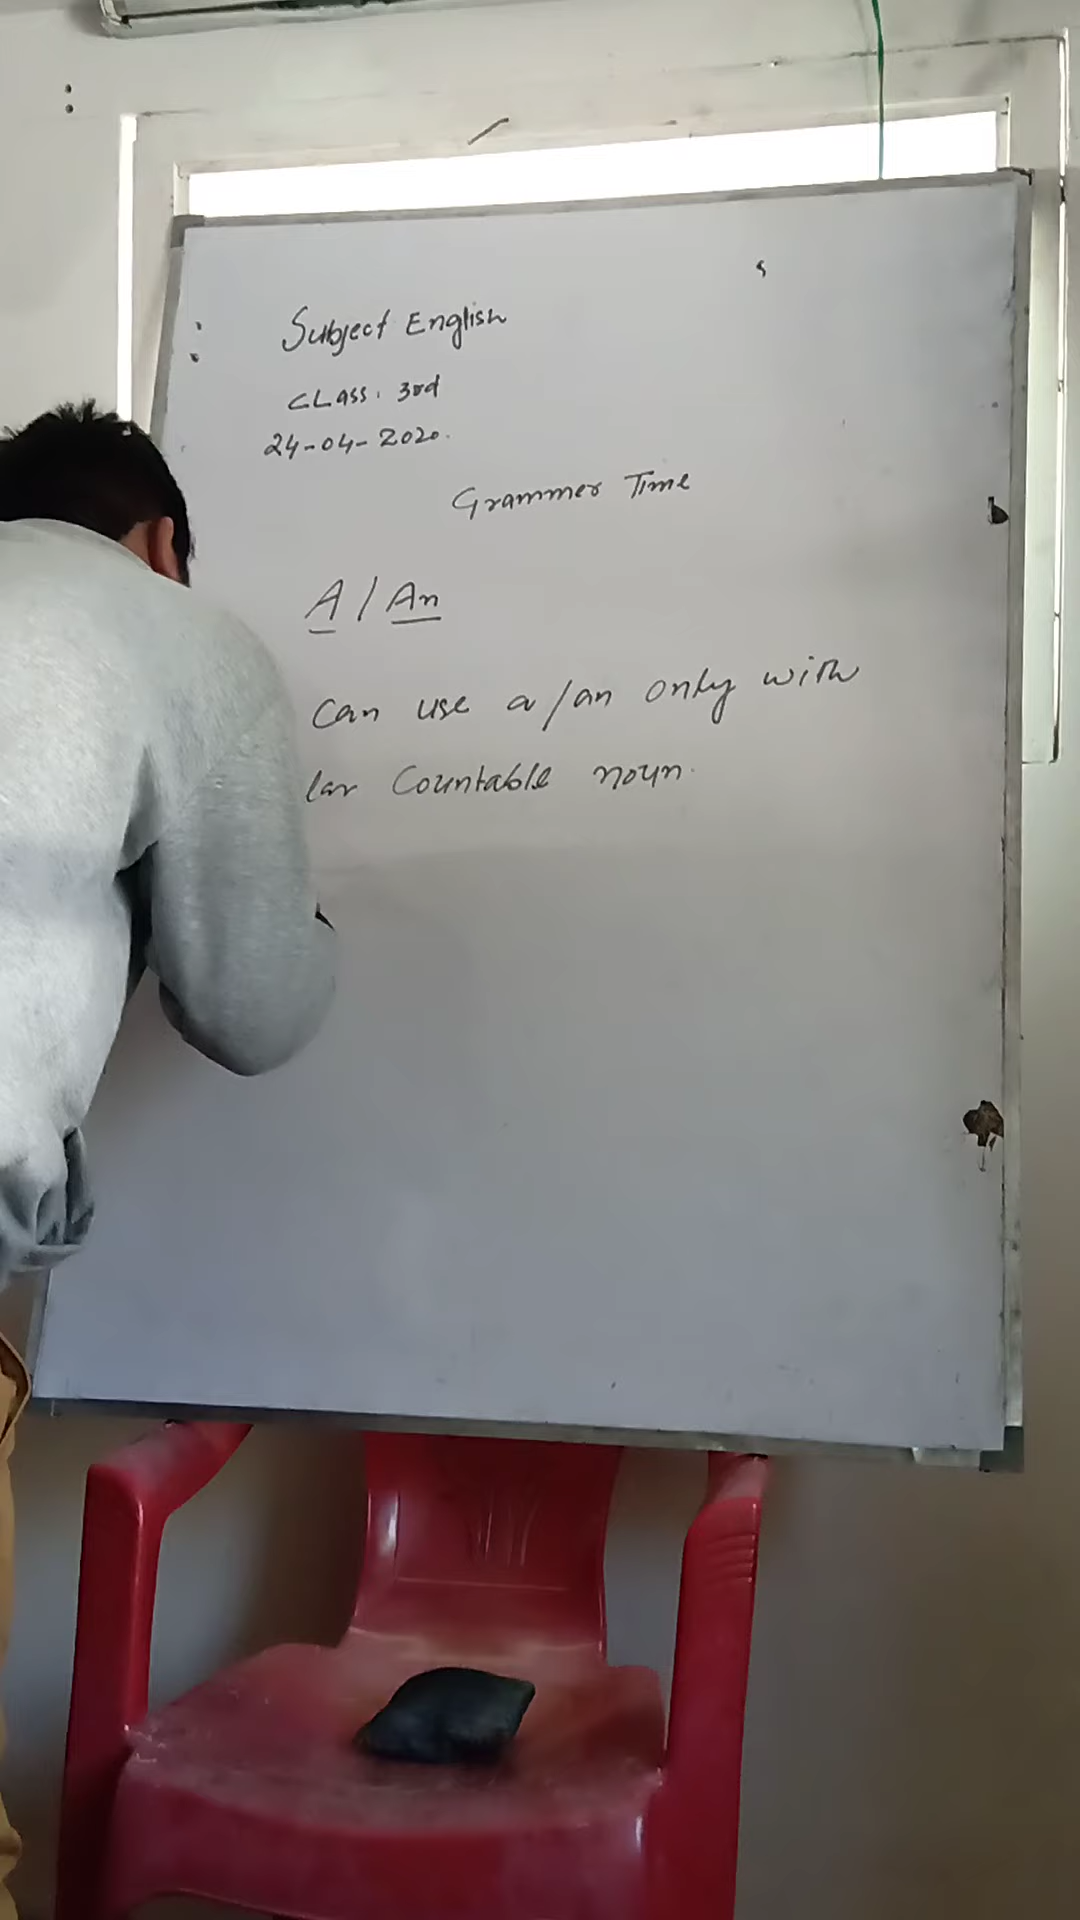 Subject English
CLass. 3rd
24-04-2020.
Grammer Time
A / An
Can use a/an only with
lar Countable noun.